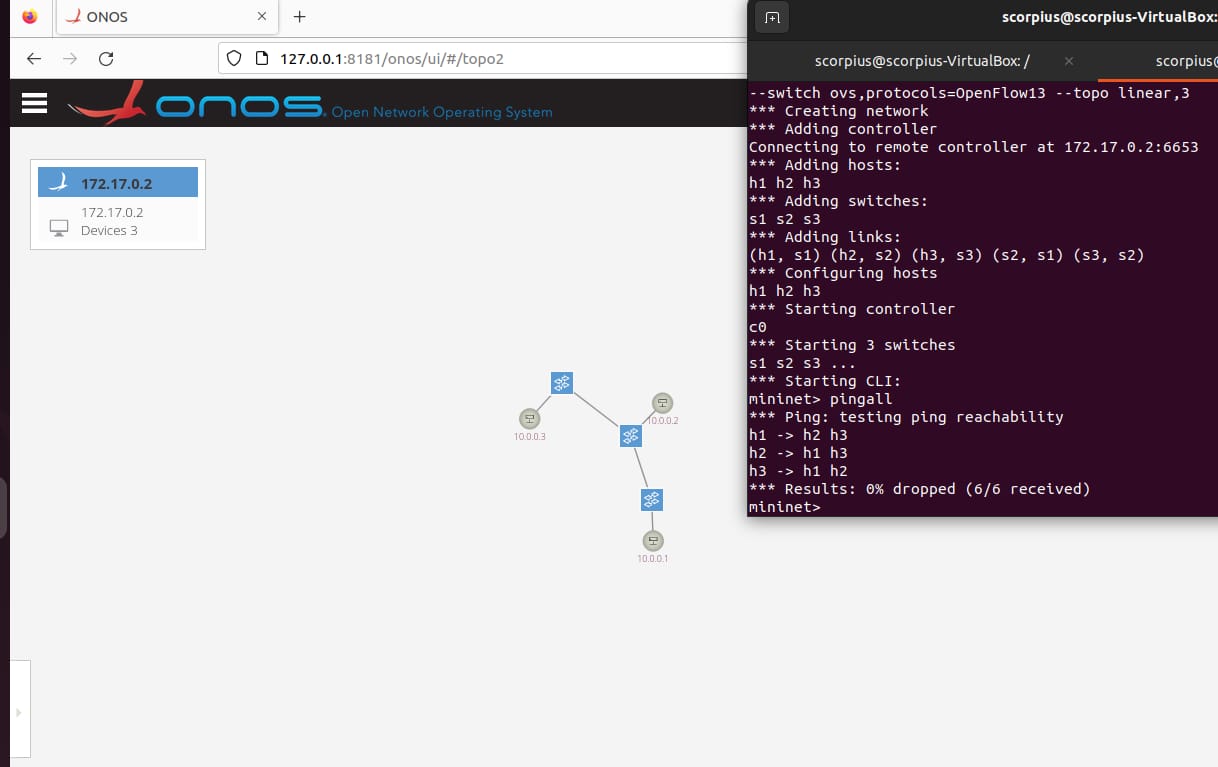 ONOS
127.0.0.1:8181/onos/ui/#/topo2
onos. Open Network Operating System
172.17.0.2
172.17.0.2
Devices 3
10.0.0.3
10.0.0.2
10.0.0.1
scorpius@scorpius-VirtualBox:
scorpius@scorpius-VirtualBox: /
scorpius@
--switch ovs,protocols=OpenFlow13 --topo linear,3
*** Creating network
*** Adding controller
Connecting to remote controller at 172.17.0.2:6653
*** Adding hosts:
h1 h2 h3
*** Adding switches:
s1 s2 s3
*** Adding links:
(h1, s1) (h2, s2) (h3, s3) (s2, s1) (s3, s2)
*** Configuring hosts
h1 h2 h3
*** Starting controller
c0
*** Starting 3 switches
s1 s2 s3 ...
*** Starting CLI:
mininet> pingall
*** Ping: testing ping reachability
h1 -> h2 h3
h2 -> h1 h3
h3 -> h1 h2
*** Results: 0% dropped (6/6 received)
mininet>